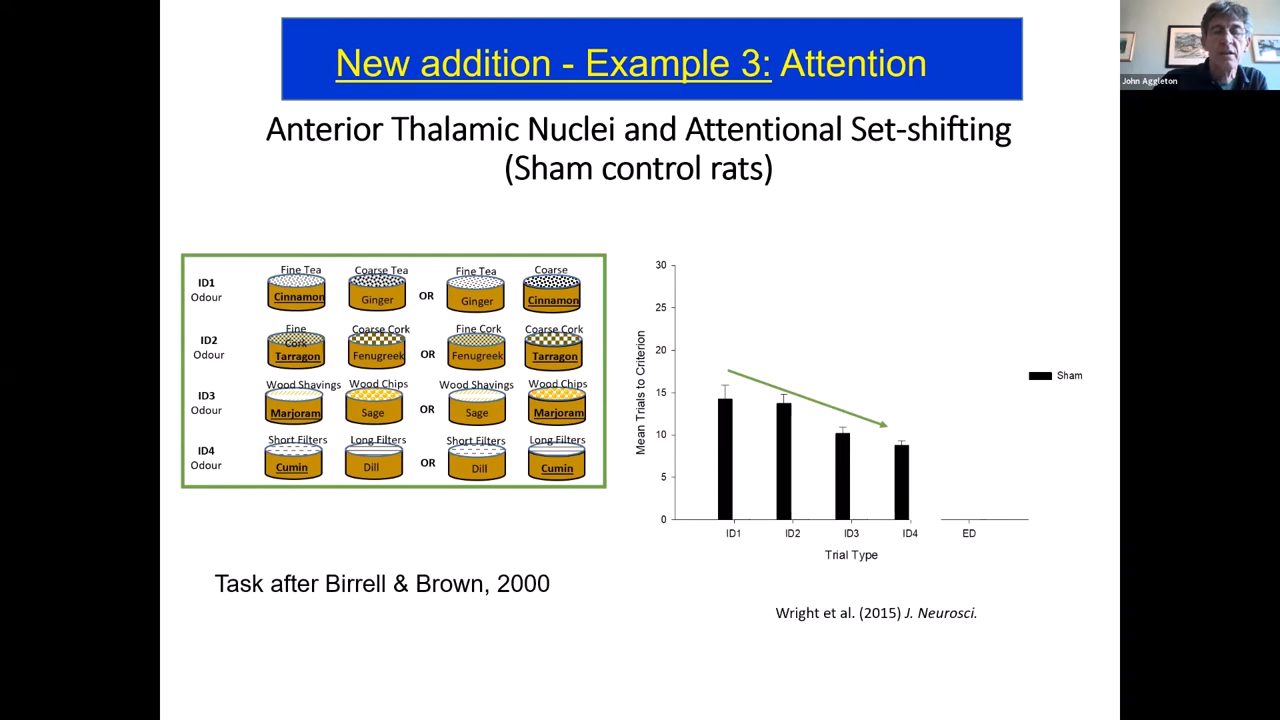 New addition - Example 3: Attention
John Aggleton
Anterior Thalamic Nuclei and Attentional Set-shifting
(Sham control rats)
ID1
Odour
Fine Tea
Cinnamon
Coarse Tea
Ginger
OR
Fine Tea
Ginger
Coarse
Cinnamon
ID2
Odour
Fine
Cork
Tarragon
Coarse Cork
Fenugreek
OR
Fine Cork
Fenugreek
Coarse Cork
Tarragon
ID3
Odour
Wood Shavings
Marjoram
Wood Chips
Sage
OR
Wood Shavings
Sage
Wood Chips
Marjoram
ID4
Odour
Short Filters
Cumin
Long Filters
Dill
OR
Short Filters
Dill
Long Filters
Cumin
Task after Birrell & Brown, 2000
Mean Trials to Criterion
30
25
20
15
10
5
0
ID1 ID2 ID3 ID4 ED
Trial Type
Sham
Wright et al. (2015) J. Neurosci.